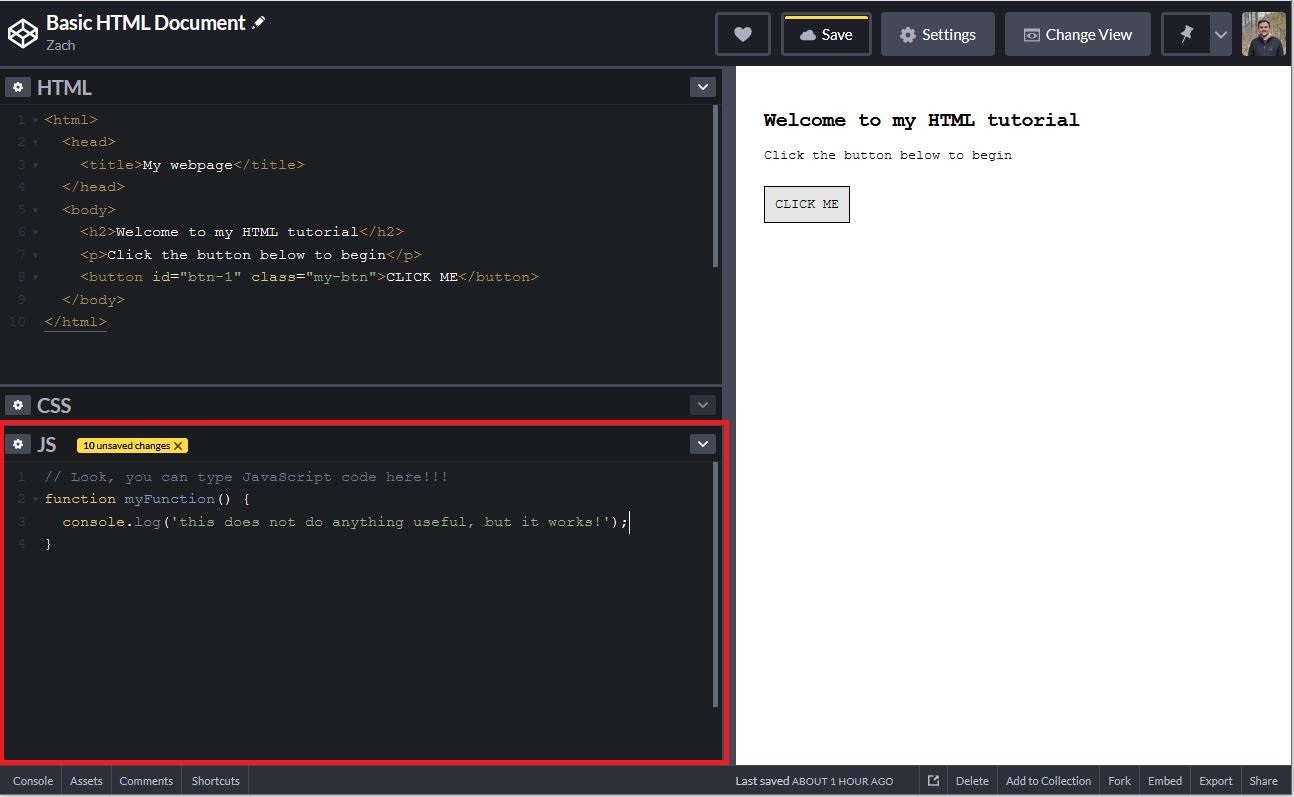 Basic HTML Document
Zach
Save
Settings
Change View
HTML
1 <html>
2 <head>
3 <title>My webpage</title>
4 </head>
5 <body>
6 <h2>Welcome to my HTML tutorial</h2>
7 <p>Click the button below to begin</p>
8 <button id="btn-1" class="my-btn">CLICK ME</button>
9 </body>
10 </html>
CSS
JS 10 unsaved changes X
1 // Look, you can type JavaScript code here!!!
2 function myFunction() {
3 console.log('this does not do anything useful, but it works!');
4 }
Welcome to my HTML tutorial
Click the button below to begin
CLICK ME
Console Assets Comments Shortcuts
Last saved ABOUT 1 HOUR AGO
Delete Add to Collection Fork Embed Export Share